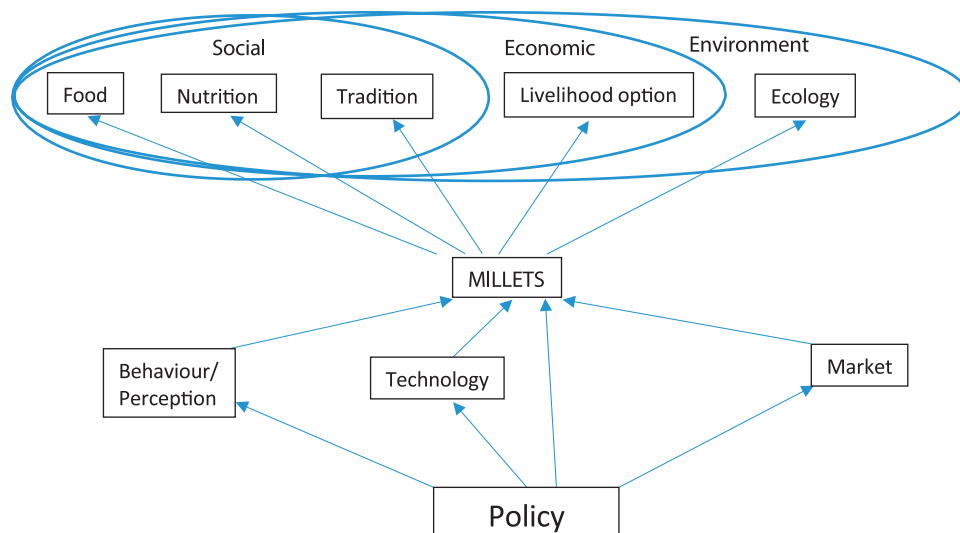 Social
Economic
Environment
Food
Nutrition
Tradition
Livelihood option
Ecology
MILLETS
Behaviour/
Perception
Technology
Market
Policy